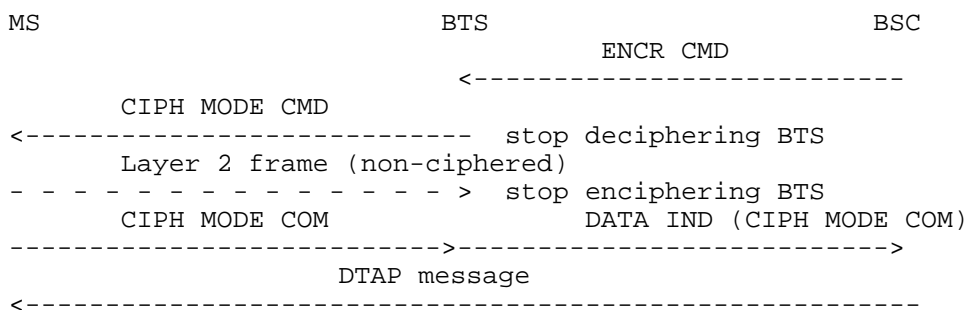 MS BTS BSC
ENCR CMD
<---------------------------
CIPH MODE CMD
<---------------------------- stop deciphering BTS
Layer 2 frame (non-ciphered)
- - - - - - - - - - - - - - > stop enciphering BTS
CIPH MODE COM DATA IND (CIPH MODE COM)
--------------------------->--------------------------->
DTAP message
<--------------------------------------------------------